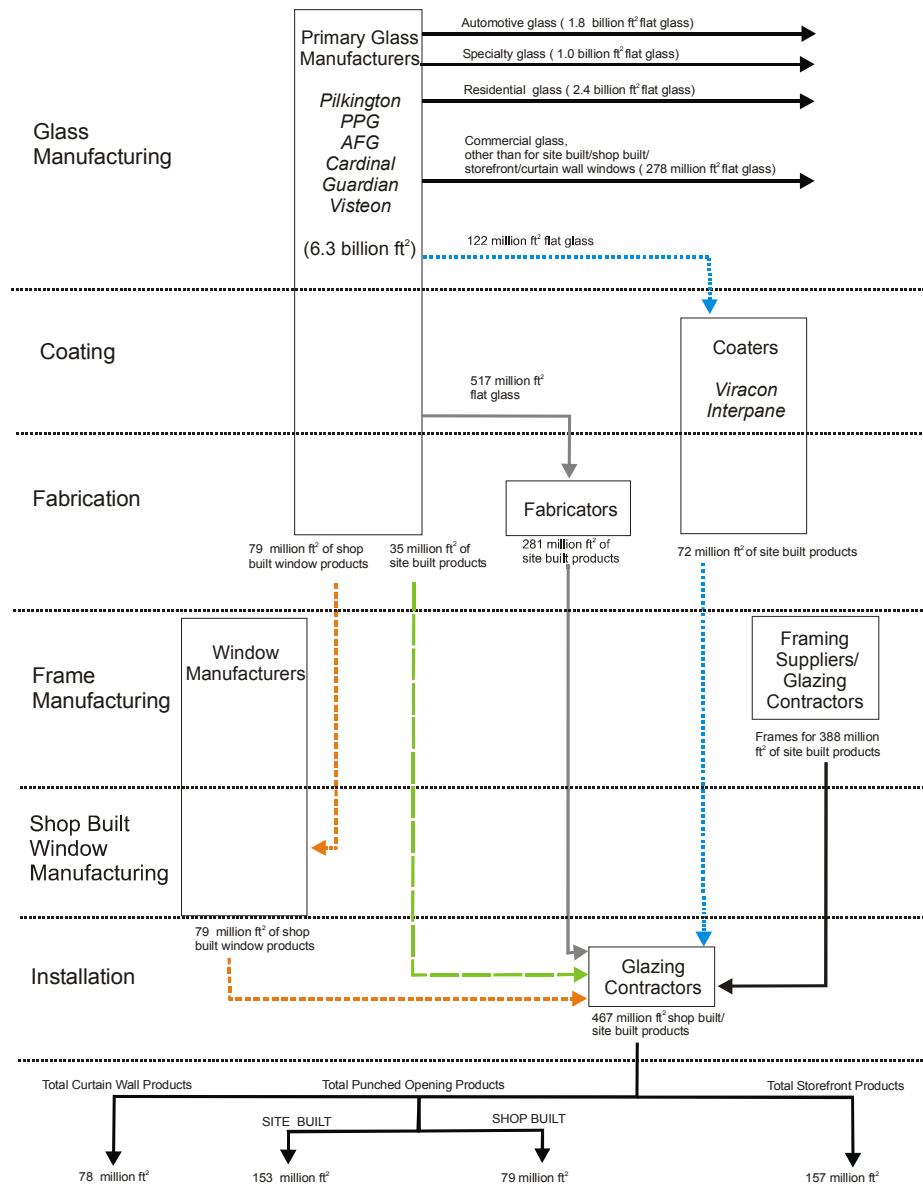 Primary Glass
Manufacturers
Pilkington
PPG
AFG
Cardinal
Guardian
Visteon
(6.3 billion ft²)
Automotive glass ( 1.8 billion ft² flat glass)
Specialty glass ( 1.0 billion ft² flat glass)
Residential glass ( 2.4 billion ft² flat glass)
Commercial glass,
other than for site built/shop built/
storefront/curtain wall windows ( 278 million ft² flat glass)
Glass
Manufacturing
122 million ft² flat glass
Coating
517 million ft²
flat glass
Coaters
Viracon
Interpane
Fabrication
Fabricators
79 million ft² of shop
built window products
35 million ft² of
site built products
281 million ft² of
site built products
72 million ft² of site built products
Frame
Manufacturing
Window
Manufacturers
Framing
Suppliers/
Glazing
Contractors
Frames for 388 million
ft² of site built products
Shop Built
Window
Manufacturing
79 million ft² of shop
built window products
Installation
Glazing
Contractors
467 million ft² shop built/
site built products
Total Curtain Wall Products
Total Punched Opening Products
Total Storefront Products
SITE BUILT
SHOP BUILT
78 million ft²
153 million ft²
79 million ft²
157 million ft²